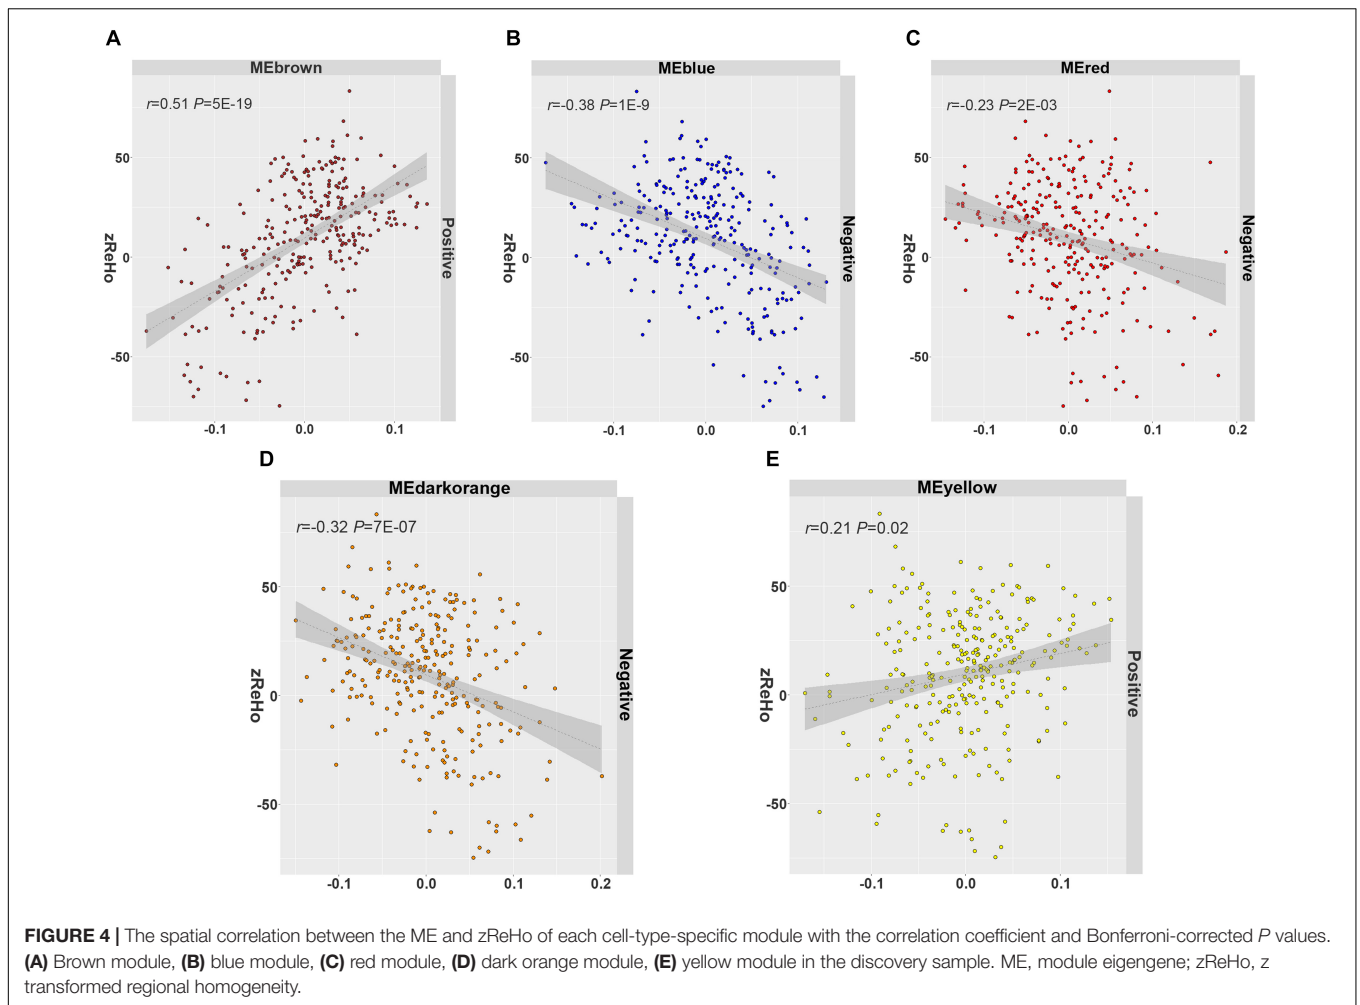 A
MEbrown
r=0.51 P=5E-19
50
0
-50
zReHo
-0.1 0.0 0.1
Positive
B
MEblue
r=-0.38 P=1E-9
50
0
-50
zReHo
-0.1 0.0 0.1
Negative
C
MEred
r=-0.23 P=2E-03
50
0
-50
zReHo
-0.1 0.0 0.1 0.2
Negative
D
MEdarkorange
r=-0.32 P=7E-07
50
0
-50
zReHo
-0.1 0.0 0.1 0.2
Negative
E
MEyellow
r=0.21 P=0.02
50
0
-50
zReHo
-0.1 0.0 0.1
Positive
FIGURE 4 | The spatial correlation between the ME and zReHo of each cell-type-specific module with the correlation coefficient and Bonferroni-corrected P values.
(A) Brown module, (B) blue module, (C) red module, (D) dark orange module, (E) yellow module in the discovery sample. ME, module eigengene; zReHo, z
transformed regional homogeneity.